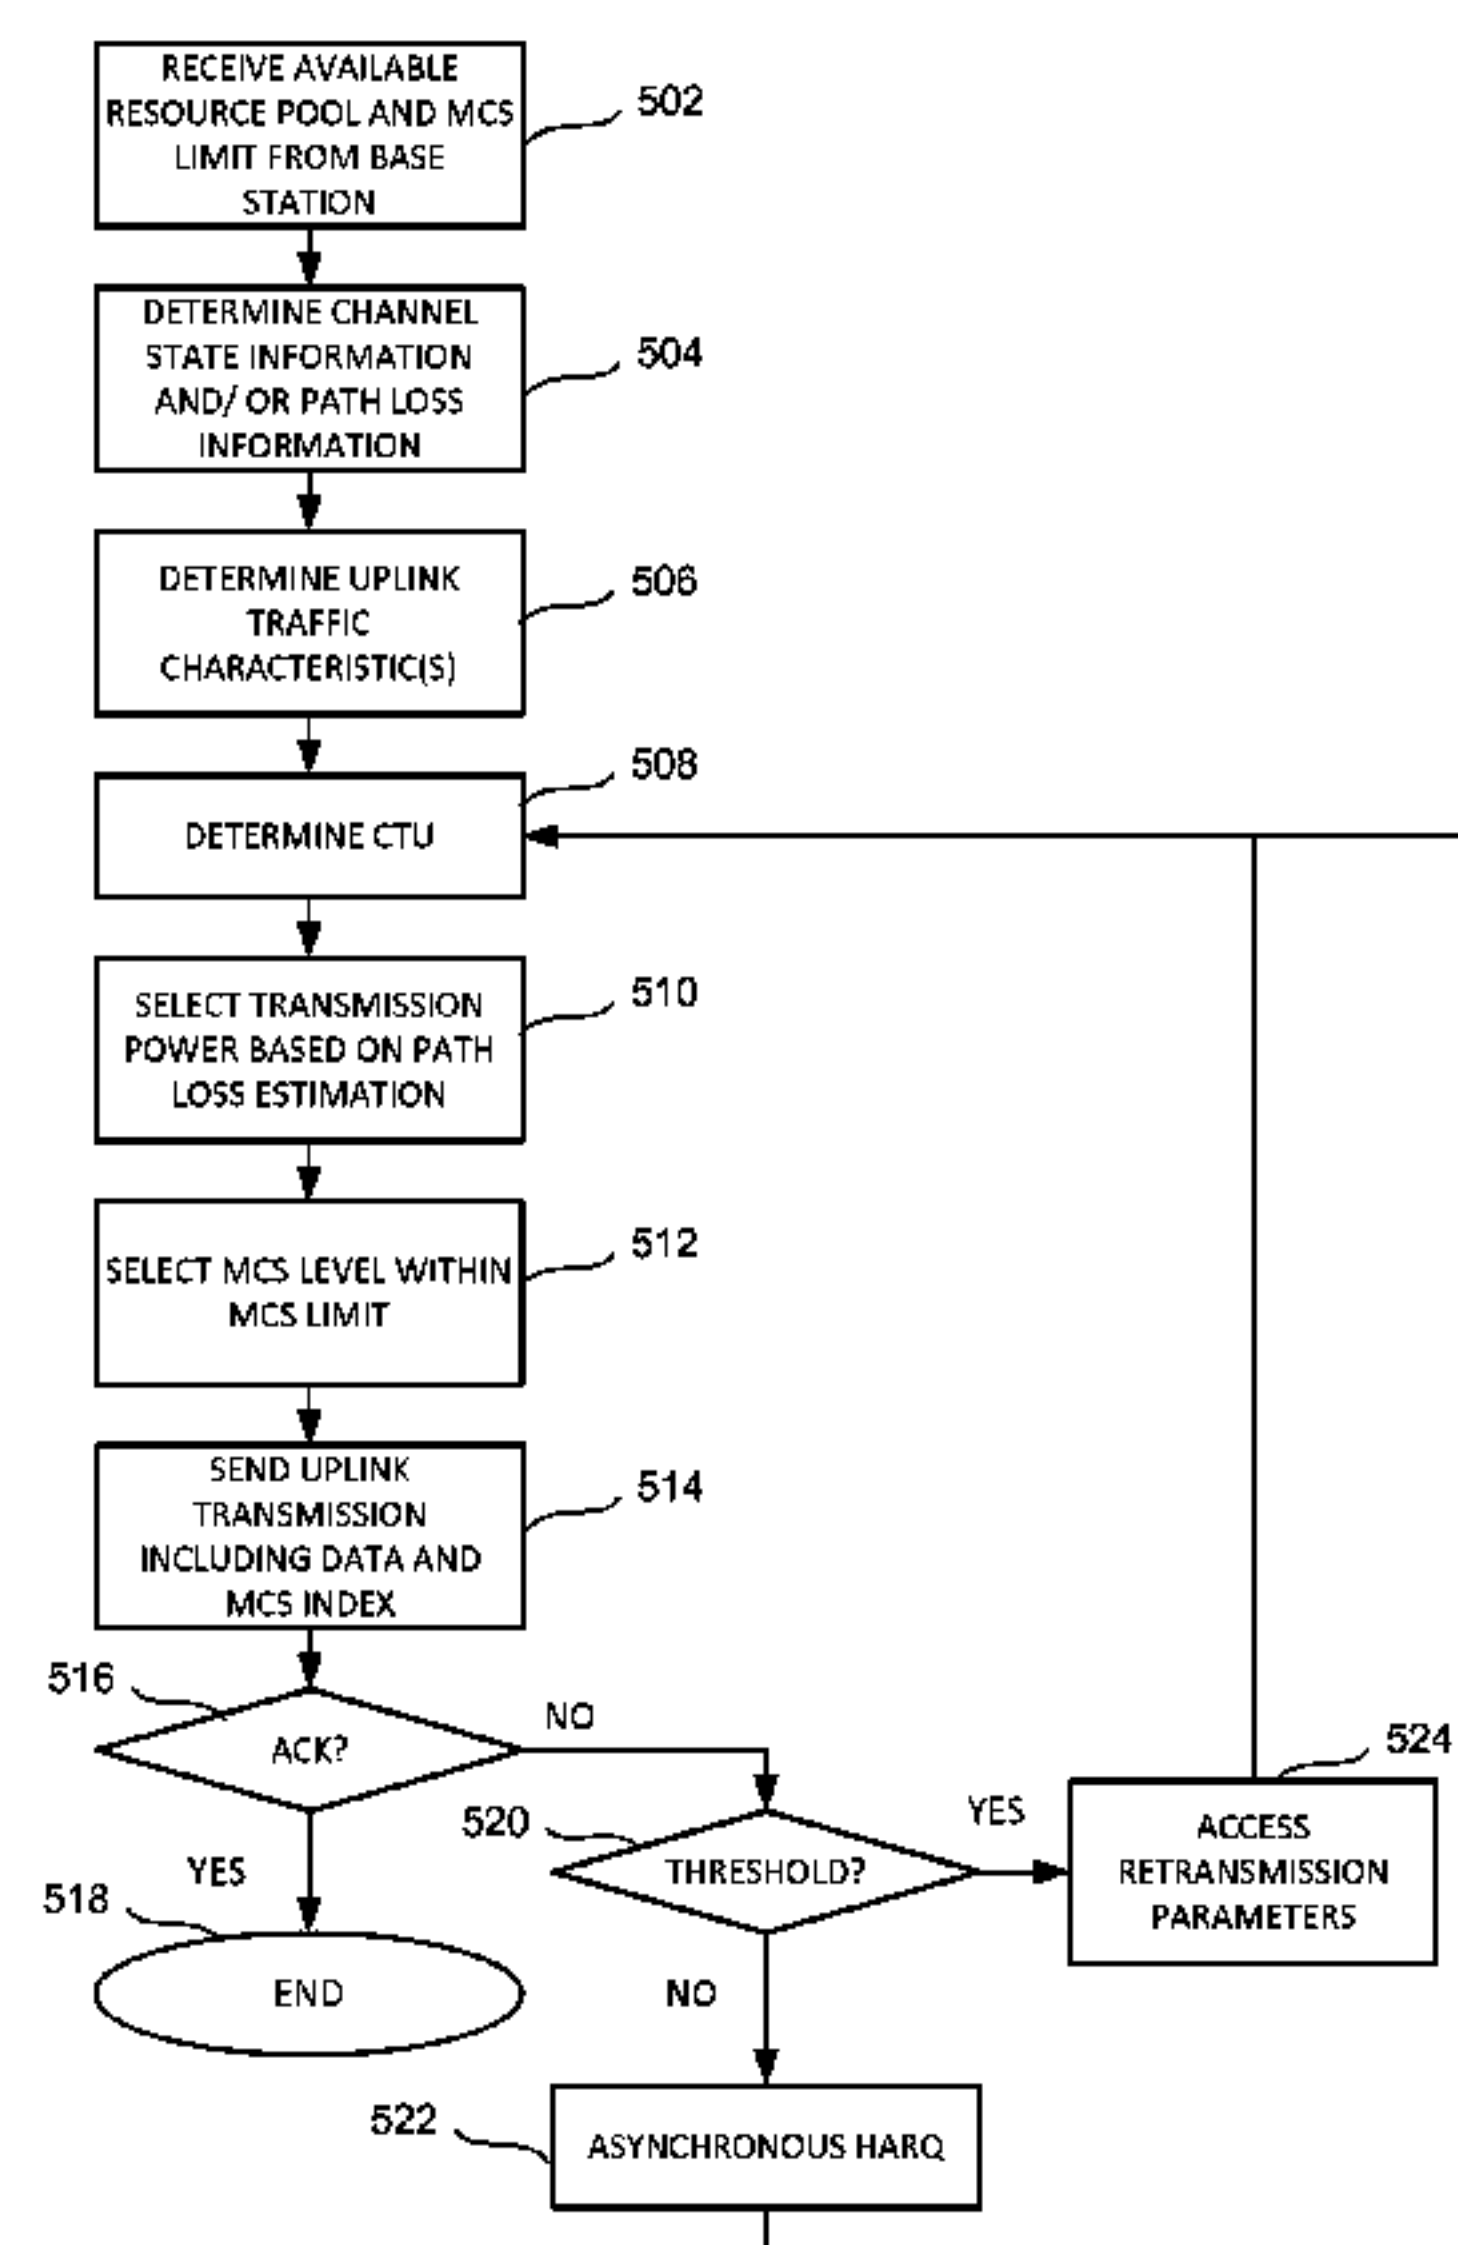 RECEIVE AVAILABLE
RESOURCE POOL AND MCS
LIMIT FROM BASE
STATION
502
DETERMINE CHANNEL
STATE INFORMATION
AND/ OR PATH LOSS
INFORMATION
504
DETERMINE UPLINK
TRAFFIC
CHARACTERISTIC(S)
506
DETERMINE CTU
508
SELECT TRANSMISSION
POWER BASED ON PATH
LOSS ESTIMATION
510
SELECT MCS LEVEL WITHIN
MCS LIMIT
512
SEND UPLINK
TRANSMISSION
INCLUDING DATA AND
MCS INDEX
514
516
ACK?
NO
YES
518
END
520
THRESHOLD?
YES
NO
524
ACCESS
RETRANSMISSION
PARAMETERS
522
ASYNCHRONOUS HARQ